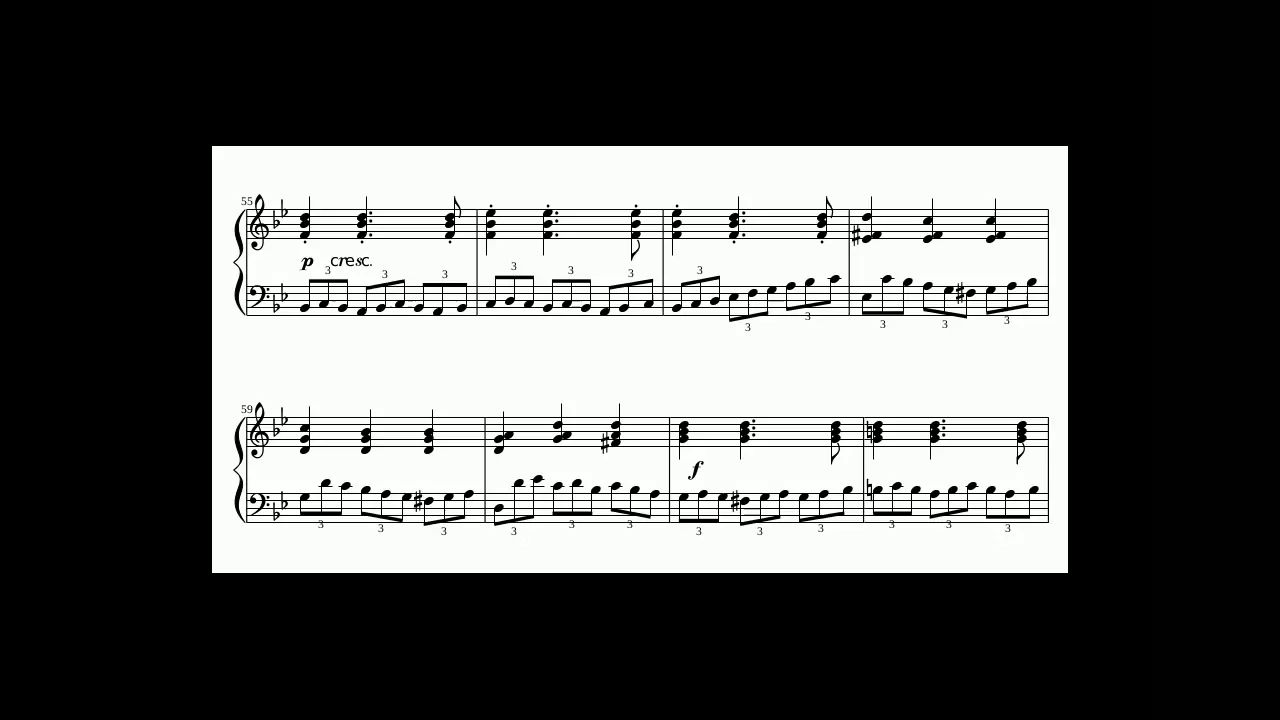 55
p cresc.
3 3 3 3 3 3 3
3 3 3 3 3
59
f
3 3 3 3 3 3 3 3 3 3 3 3